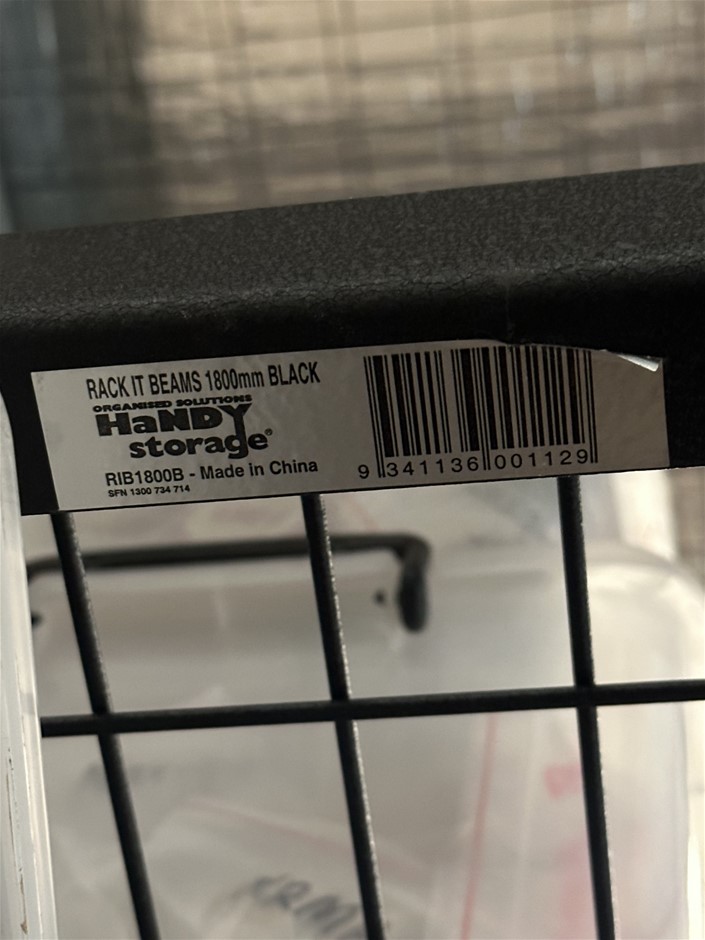 RACK IT BEAMS 1800mm BLACK
ORGANISED SOLUTIONS
HaNDY
storage®
RIB1800B - Made in China
SFN 1300 734 714
9 341136 001129